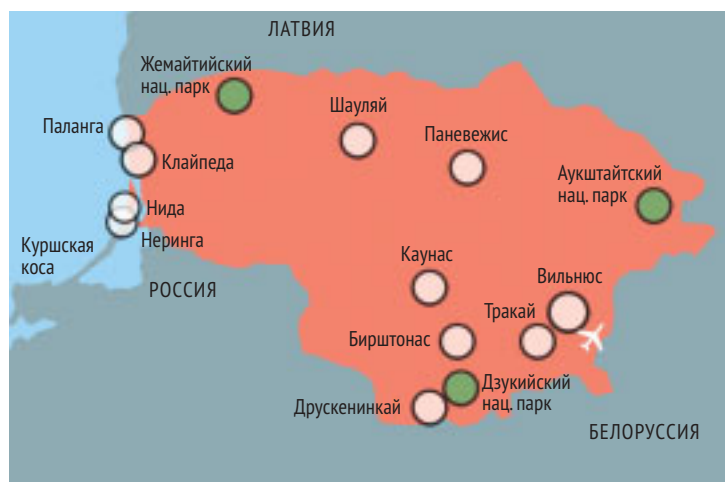 ЛАТВИЯ
Жемайтийский
нац. парк
Шауляй
Паланга
Паневежис
Клайпеда
Аукштайтский
нац. парк
Нида
Неринга
Куршская
коса
РОССИЯ
Каунас
Вильнюс
Тракай
Бирштонас
Дзукийский
нац. парк
Друскенинкай
БЕЛОРУССИЯ